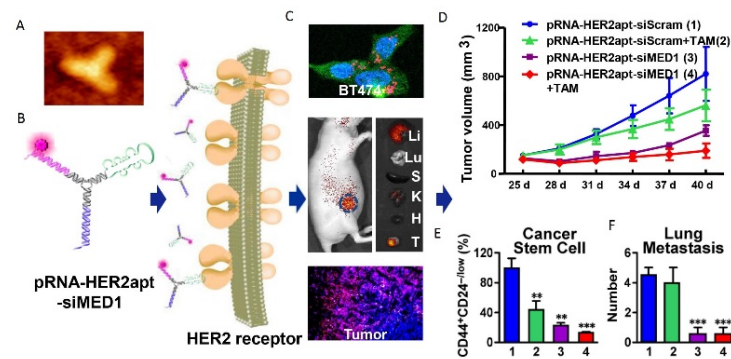 A
B
pRNA-HER2apt
-siMED1
HER2 receptor
C
BT474
Li
Lu
S
K
H
T
Tumor
D
Tumor volume (mm 3)
1200
800
400
0
25 d 28 d 31 d 34 d 37 d 40 d
pRNA-HER2apt-siScram (1)
pRNA-HER2apt-siScram+TAM(2)
pRNA-HER2apt-siMED1 (3)
pRNA-HER2apt-siMED1 (4)
+TAM
E
Cancer
Stem Cell
CD44⁺CD24⁻/low (%)
120
80
40
0
**
**
***
1 2 3 4
F
Lung
Metastasis
Number
6
4
2
0
***
***
1 2 3 4